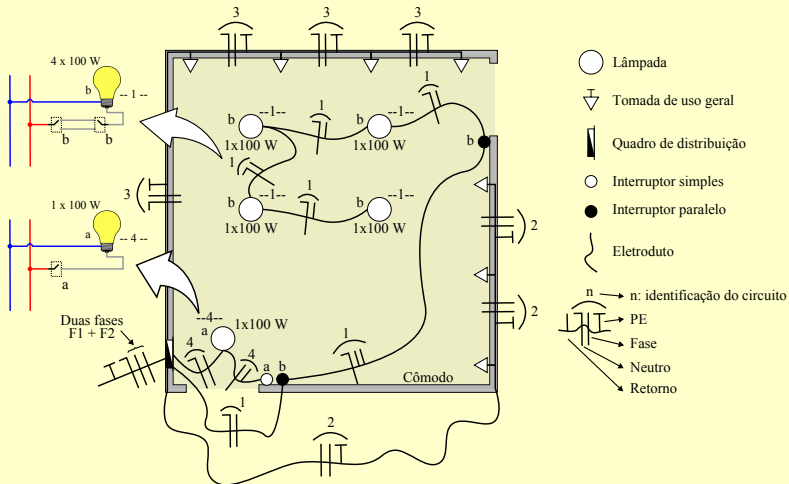 3
3
3
4 x 100 W
b
-- 1 --
b
b
1
1
b
--1--
1x100 W
b
--1--
1x100 W
b
1
3
b
--1--
1x100 W
1
b
--1--
1x100 W
1 x 100 W
a
-- 4 --
a
2
2
--4--
a
1x100 W
Duas fases
F1 + F2
4
4
a
b
1
Cômodo
1
2
Lâmpada
Tomada de uso geral
Quadro de distribuição
Interruptor simples
Interruptor paralelo
Eletroduto
n
n: identificação do circuito
PE
Fase
Neutro
Retorno